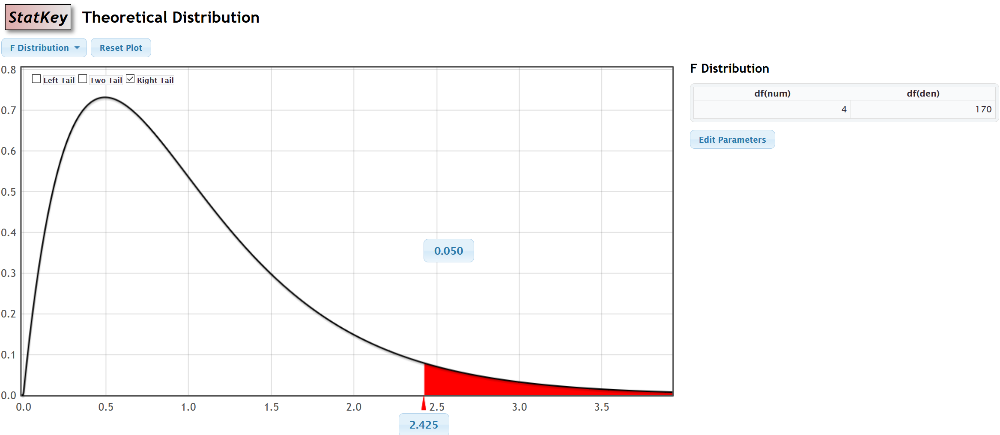 StatKey Theoretical Distribution
F Distribution Reset Plot
F Distribution
df(num) df(den)
4 170
Edit Parameters
Left Tail Two-Tail Right Tail
0.8
0.7
0.6
0.5
0.4
0.3
0.2
0.1
0.0
0.050
0.0 0.5 1.0 1.5 2.0 2.5 3.0 3.5
2.425